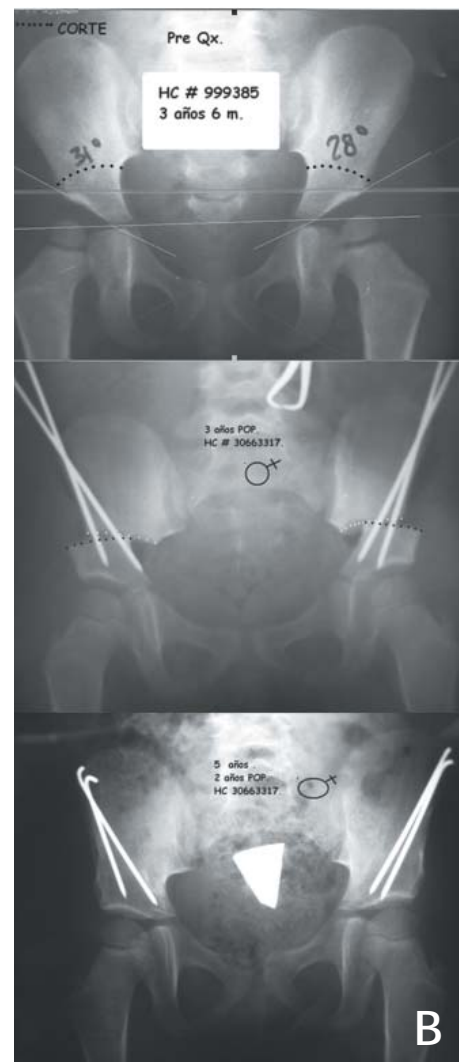 CORTE
Pre Qx.
HC # 999385
3 años 6 m.
31°
28°
3 años POP.
HC # 30663317.
5 años .
2 años POP.
HC 30663317.
B